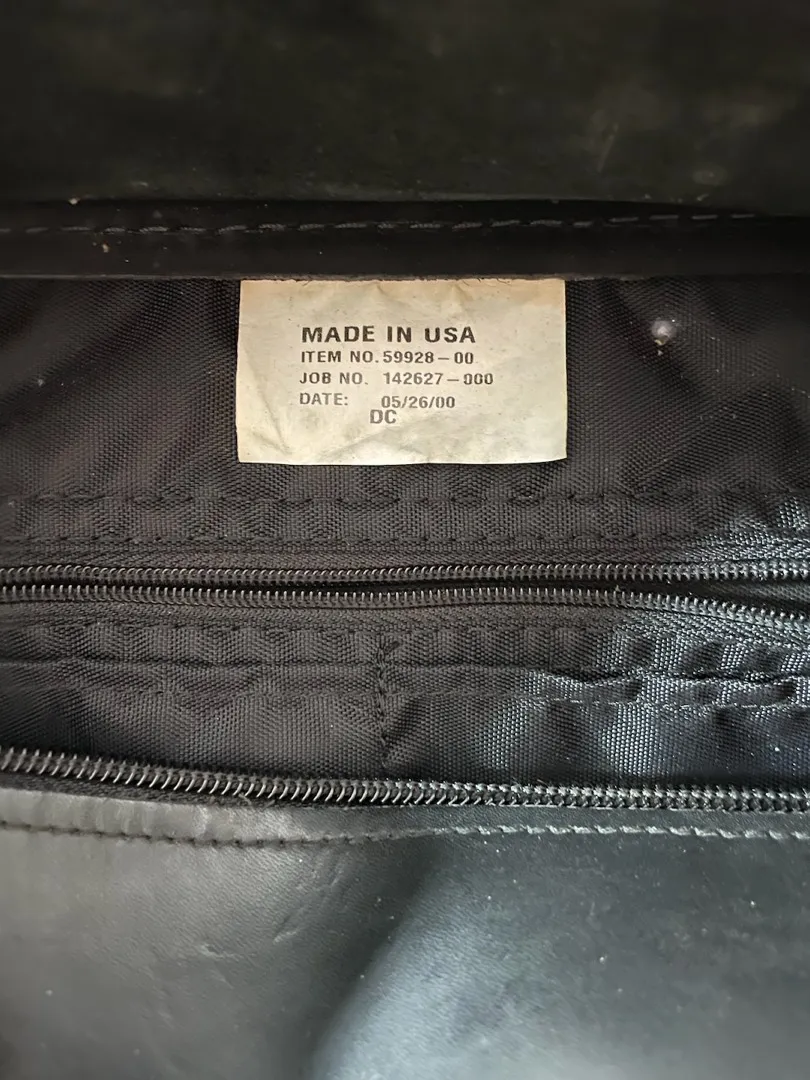 MADE IN USA
ITEM NO. 59928-00
JOB NO. 142627-000
DATE: 05/26/00
DC